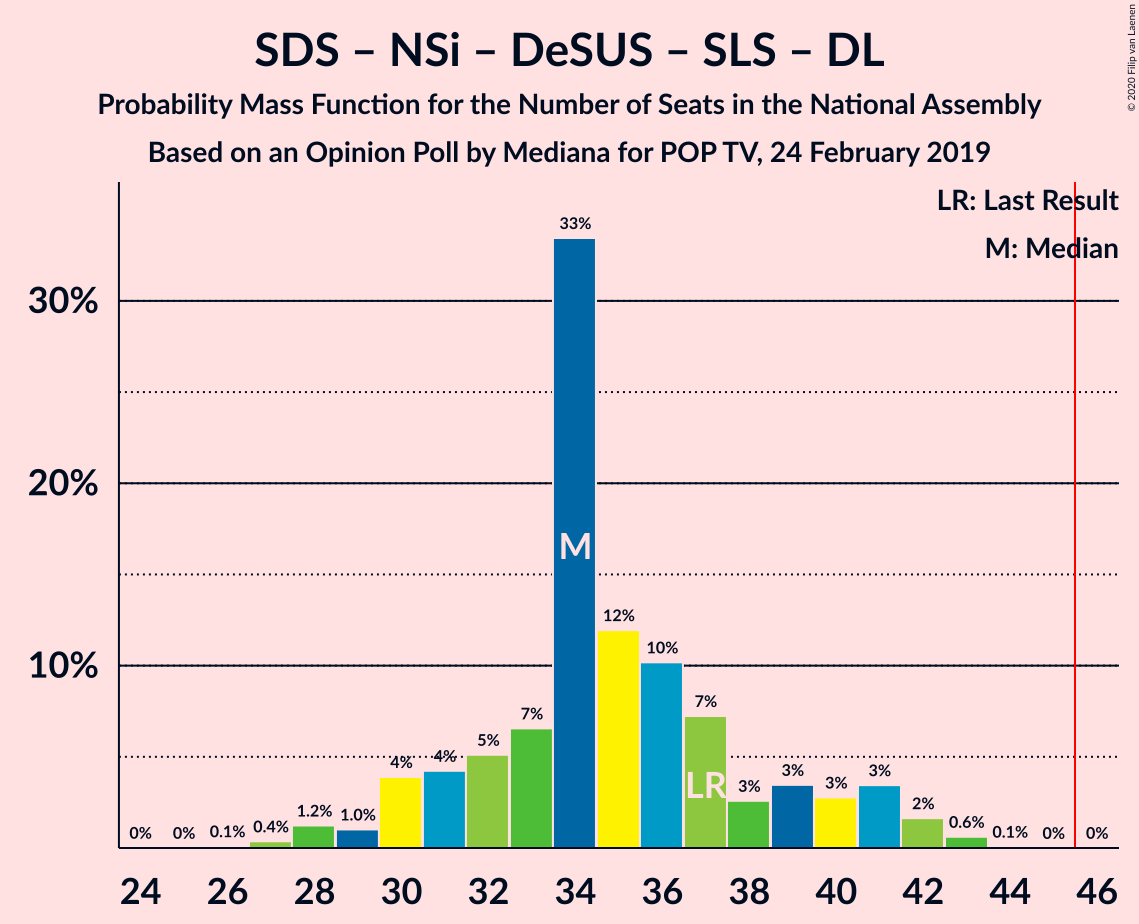 SDS – NSi – DeSUS – SLS – DL
Probability Mass Function for the Number of Seats in the National Assembly
Based on an Opinion Poll by Mediana for POP TV, 24 February 2019
© 2020 Filip van Laenen
LR: Last Result
M: Median
30%
20%
10%
0% 0% 0.1% 0.4% 1.2% 1.0% 4% 4% 5% 7% 33% 12% 10% 7% 3% 3% 3% 3% 2% 0.6% 0.1% 0% 0%
M
LR
24 26 28 30 32 34 36 38 40 42 44 46